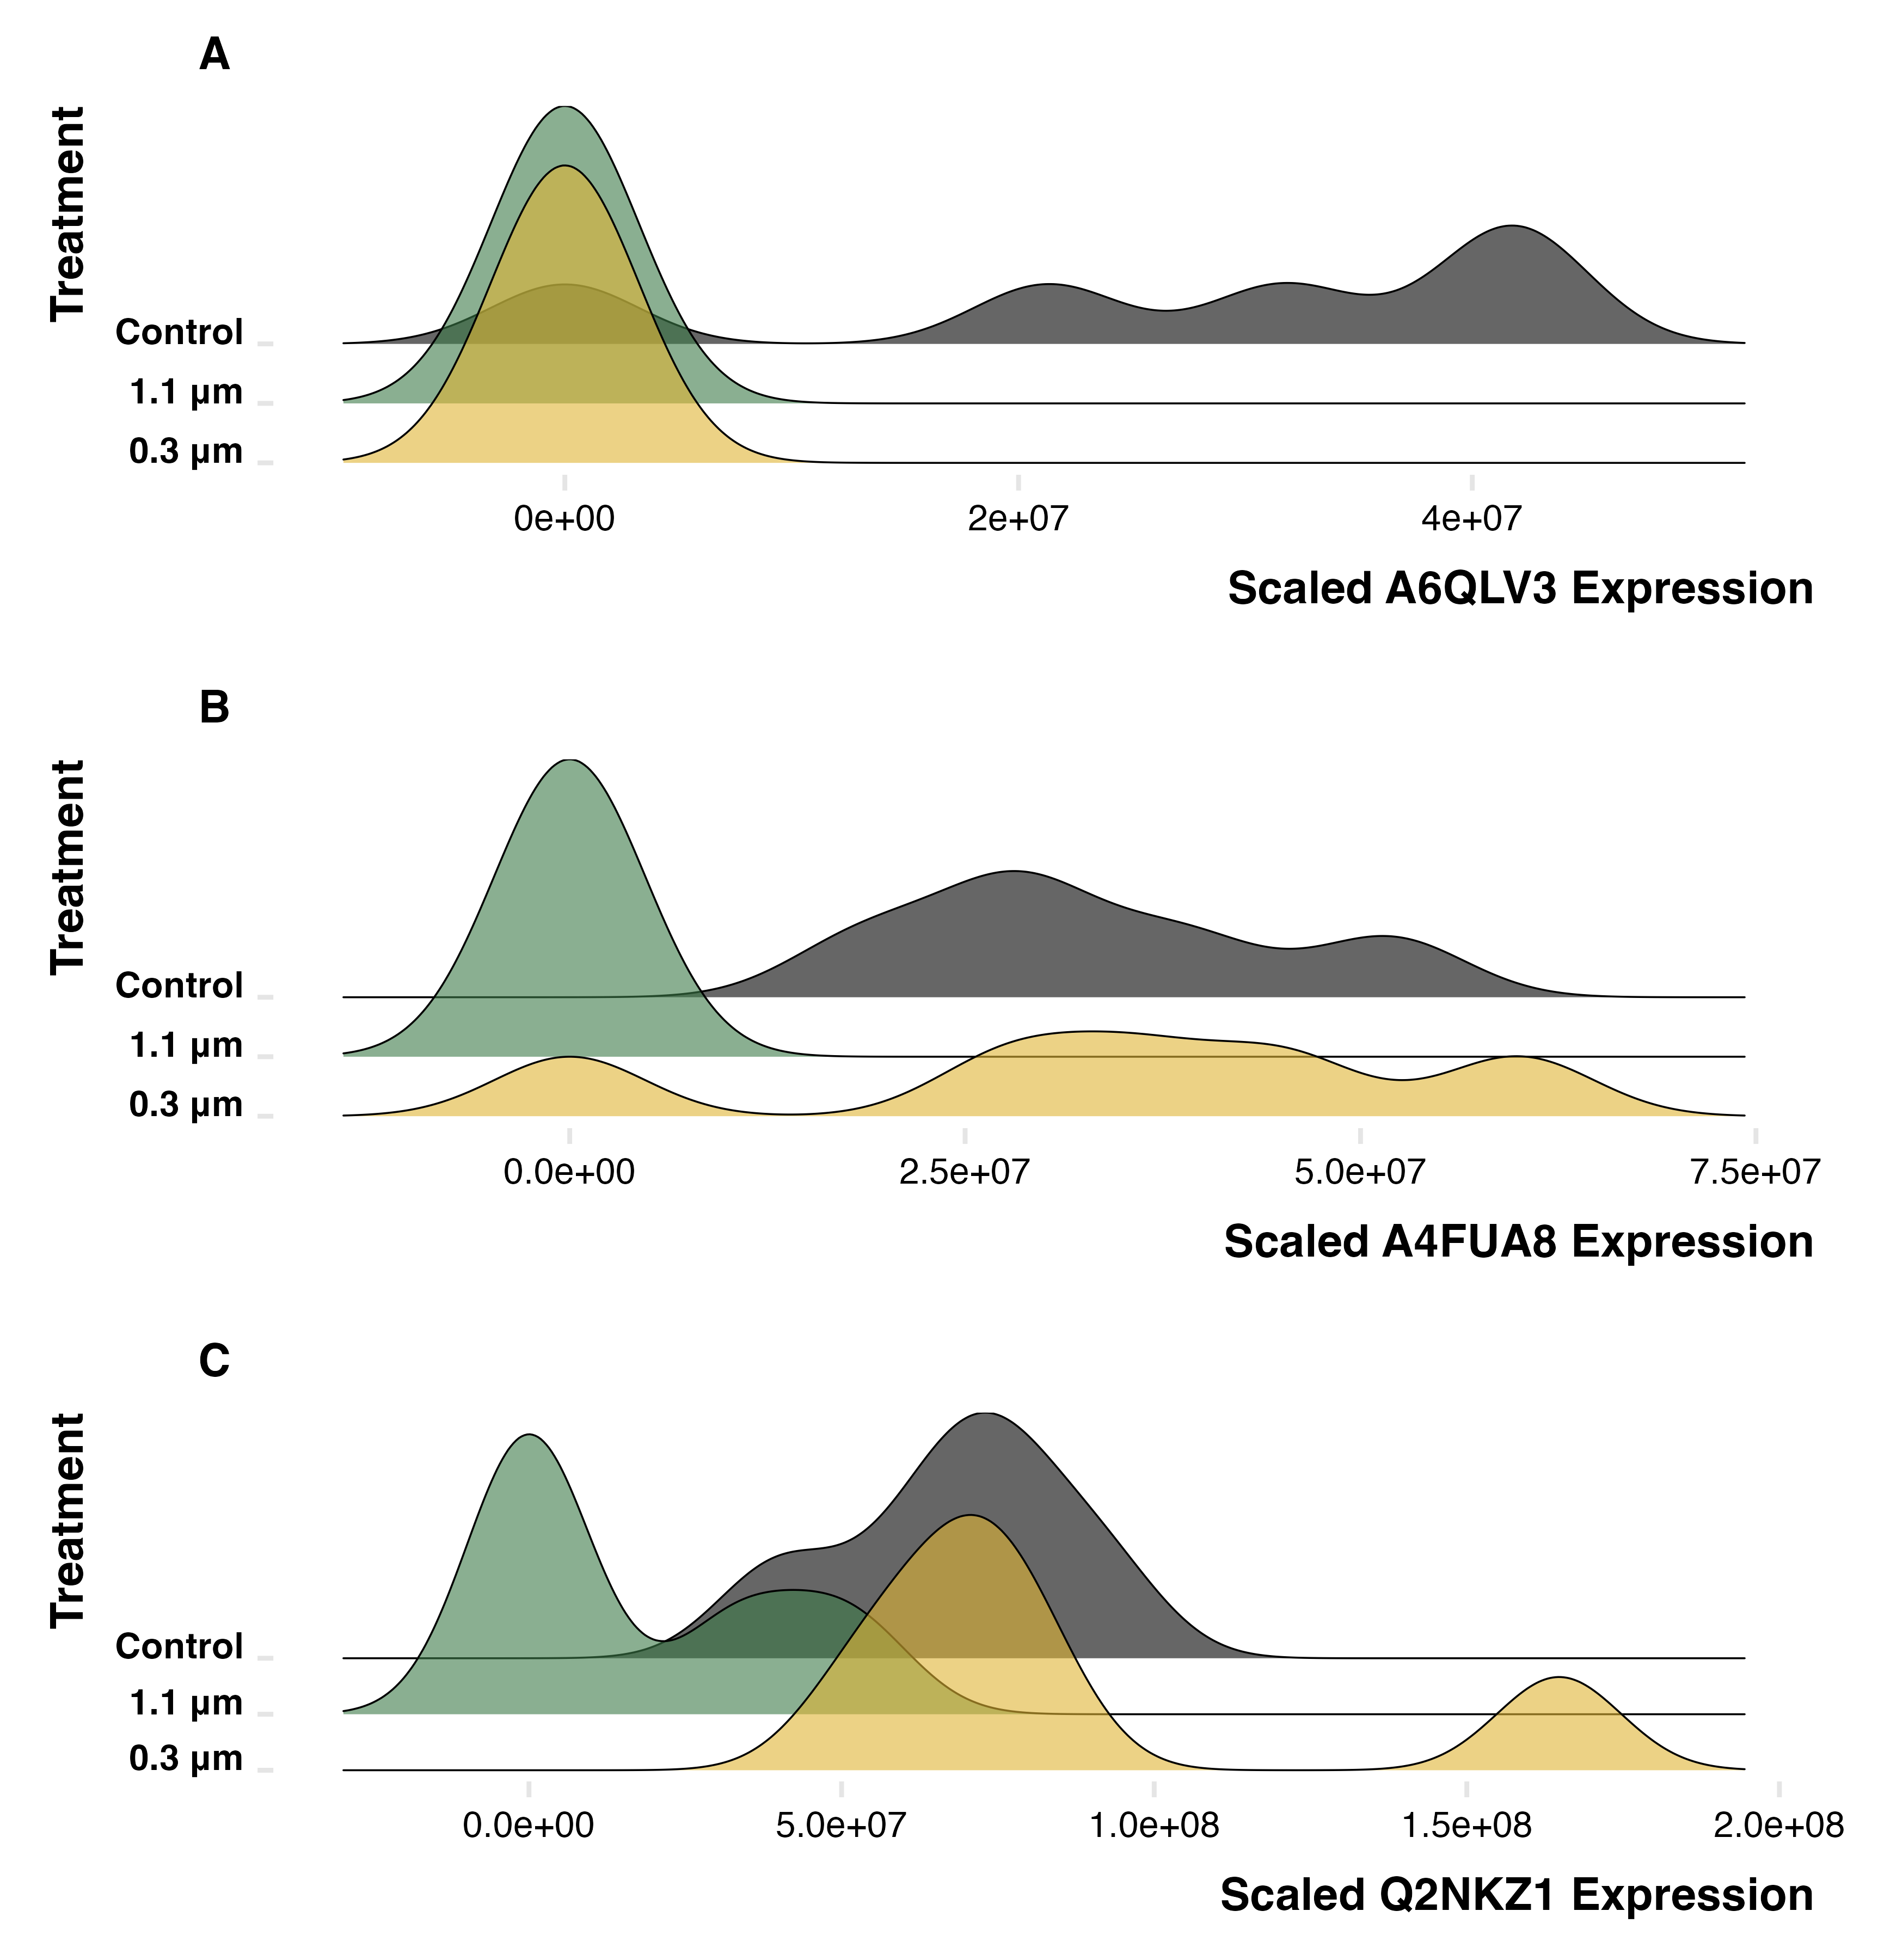 A
Treatment
Control
1.1 µm
0.3 µm
0e+00 2e+07 4e+07
Scaled A6QLV3 Expression
B
Treatment
Control
1.1 µm
0.3 µm
0.0e+00 2.5e+07 5.0e+07 7.5e+07
Scaled A4FUA8 Expression
C
Treatment
Control
1.1 µm
0.3 µm
0.0e+00 5.0e+07 1.0e+08 1.5e+08 2.0e+08
Scaled Q2NKZ1 Expression